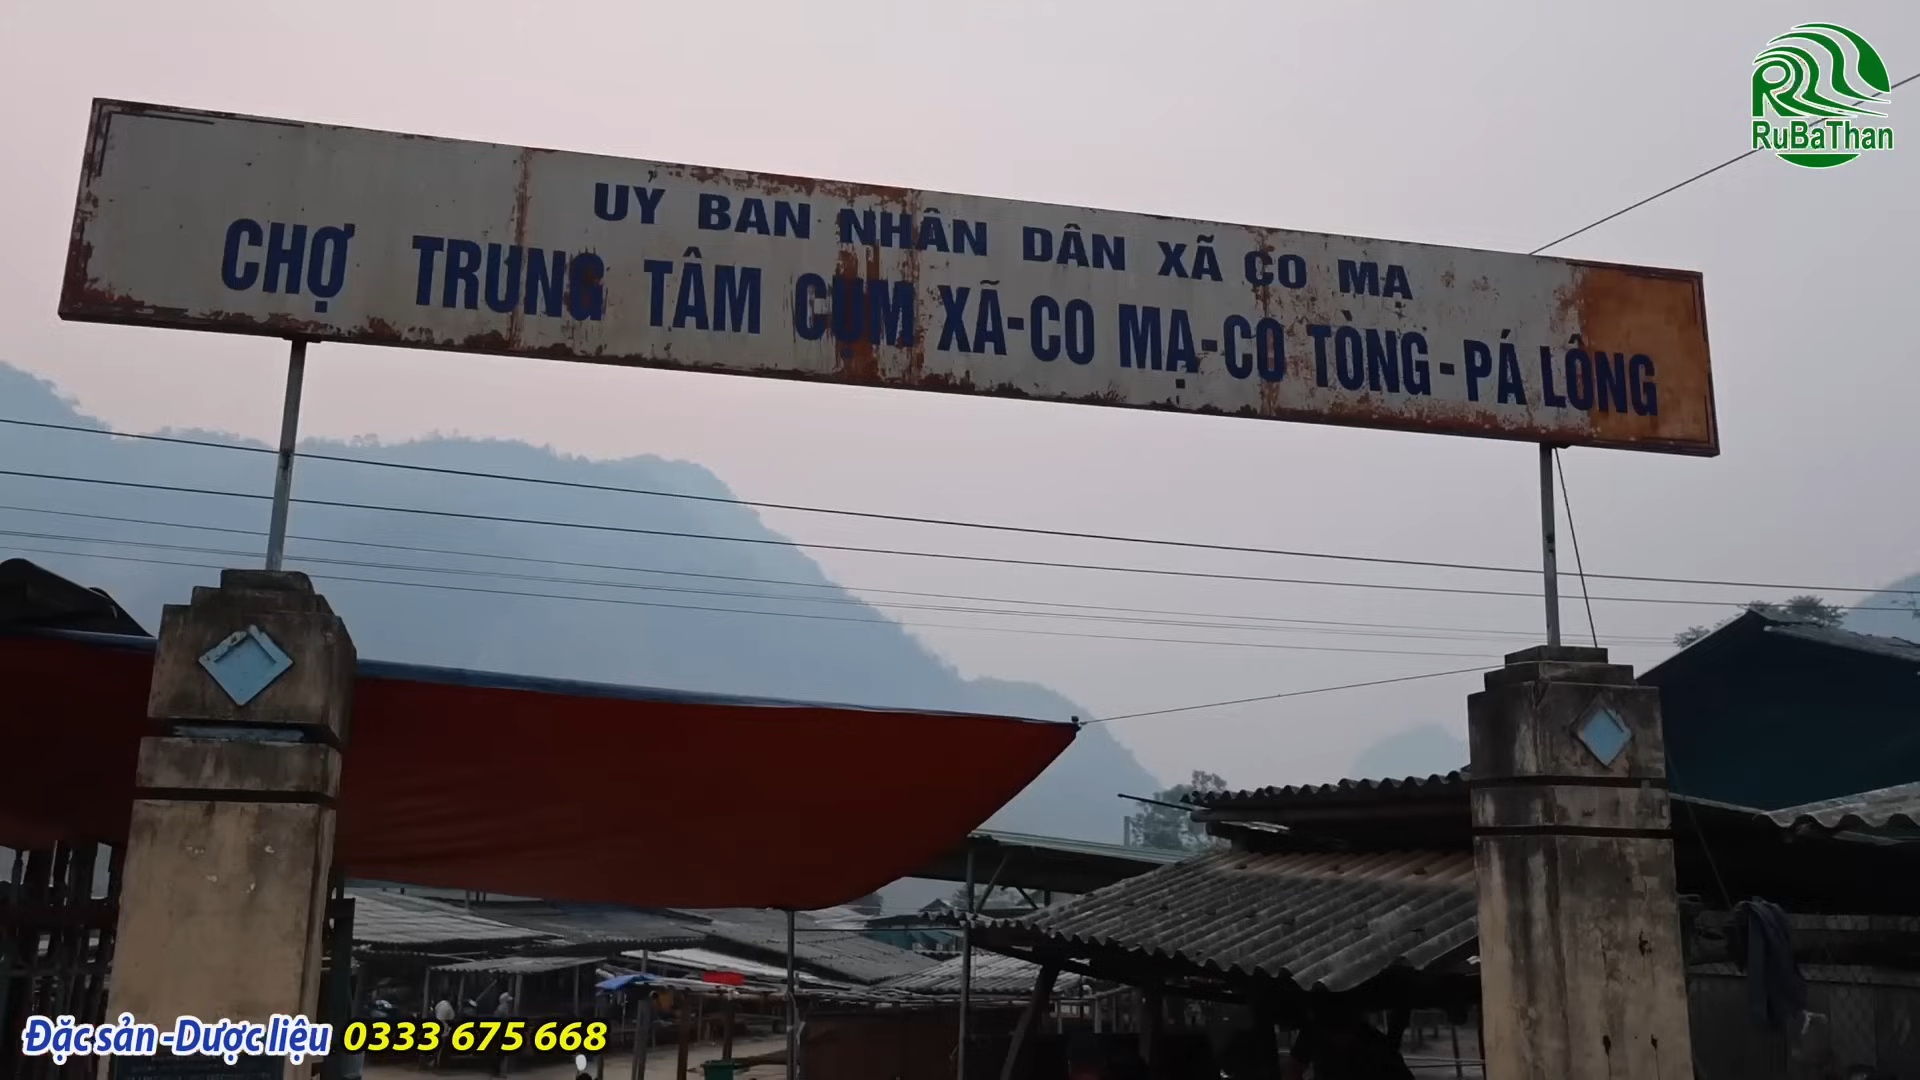 UỶ BAN NHÂN DÂN XÃ CO MẠ
CHỢ TRUNG TÂM CỤM XÃ-CO MẠ-CO TÒNG-PÁ LÔNG
RuBaThan
Đặc sản -Dược liệu 0333 675 668